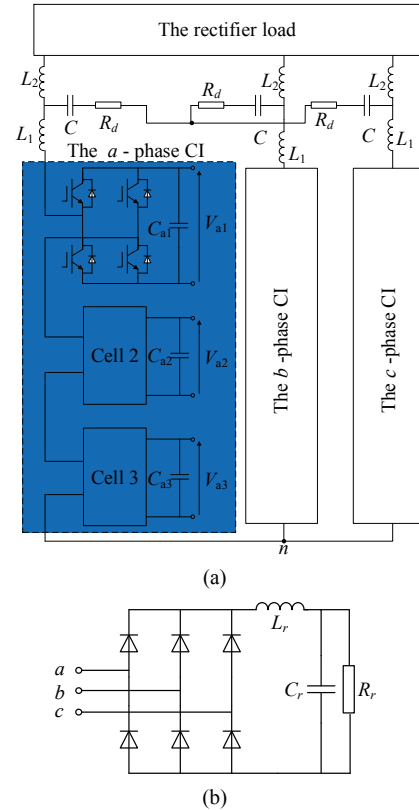 The rectifier load
L2 L2 L2
C Rd Rd C Rd C
L1 L1 L1
The a - phase CI
Ca1 Va1
Cell 2 Ca2 Va2
Cell 3 Ca3 Va3
The b -phase CI
The c -phase CI
n
(a)
Lr
a
b
c
Cr Rr
(b)